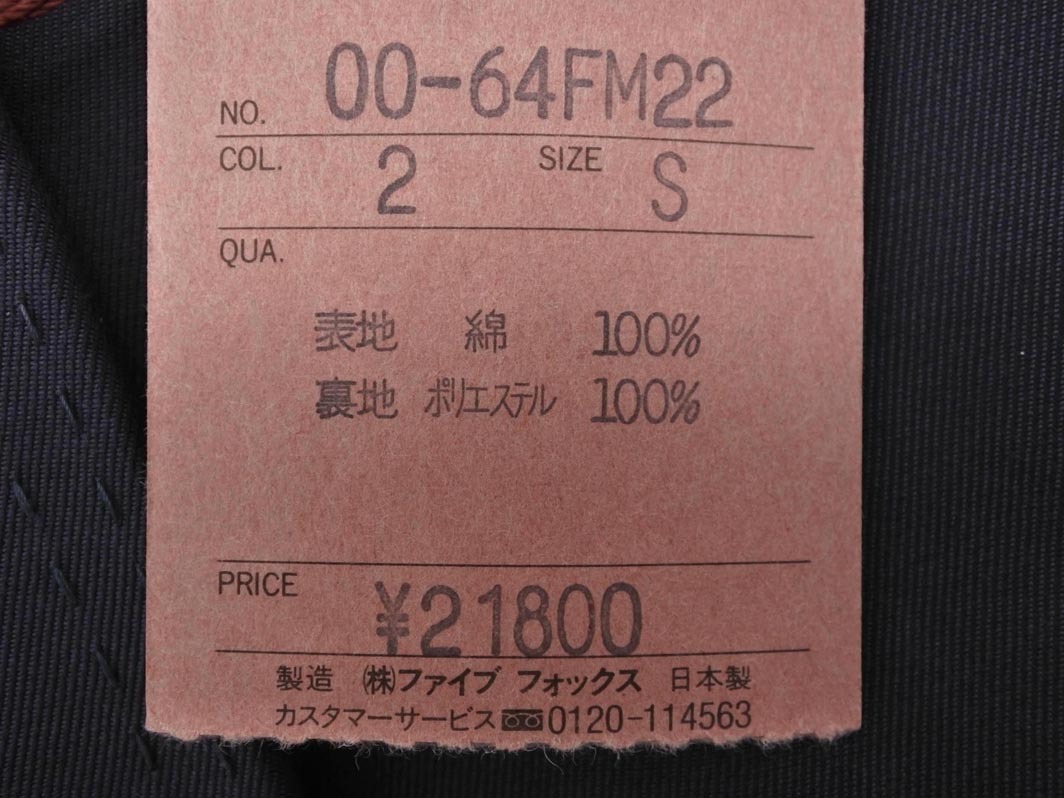 NO. 00-64FM22
COL. 2 SIZE S
QUA.
表地 綿 100%
裏地 ポリエステル 100%
PRICE ¥21800
製造 ㈱ファイブ フォックス 日本製
カスタマーサービス 0120-114563